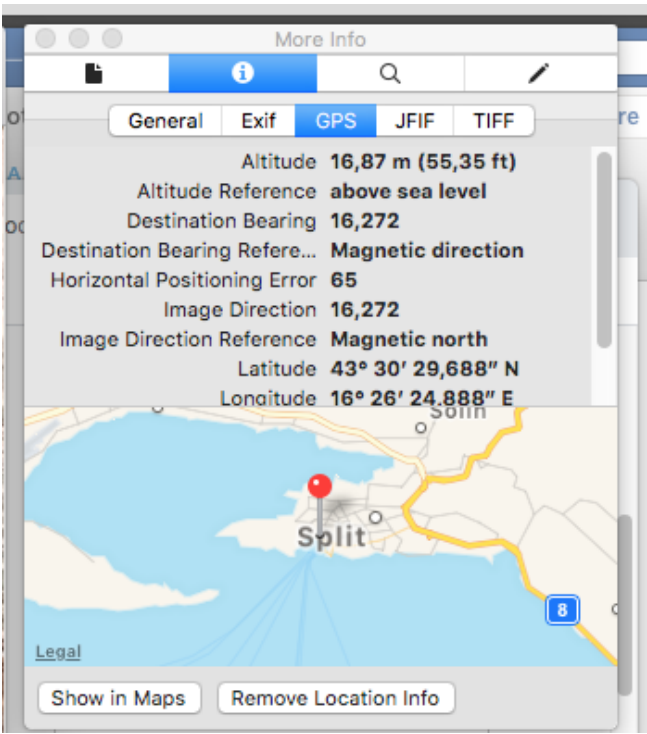 More Info
General Exif GPS JFIF TIFF
Altitude 16,87 m (55,35 ft)
Altitude Reference above sea level
Destination Bearing 16,272
Destination Bearing Refere... Magnetic direction
Horizontal Positioning Error 65
Image Direction 16,272
Image Direction Reference Magnetic north
Latitude 43° 30′ 29,688″ N
Longitude 16° 26′ 24,888″ E
Solin
Split
8
Legal
Show in Maps Remove Location Info